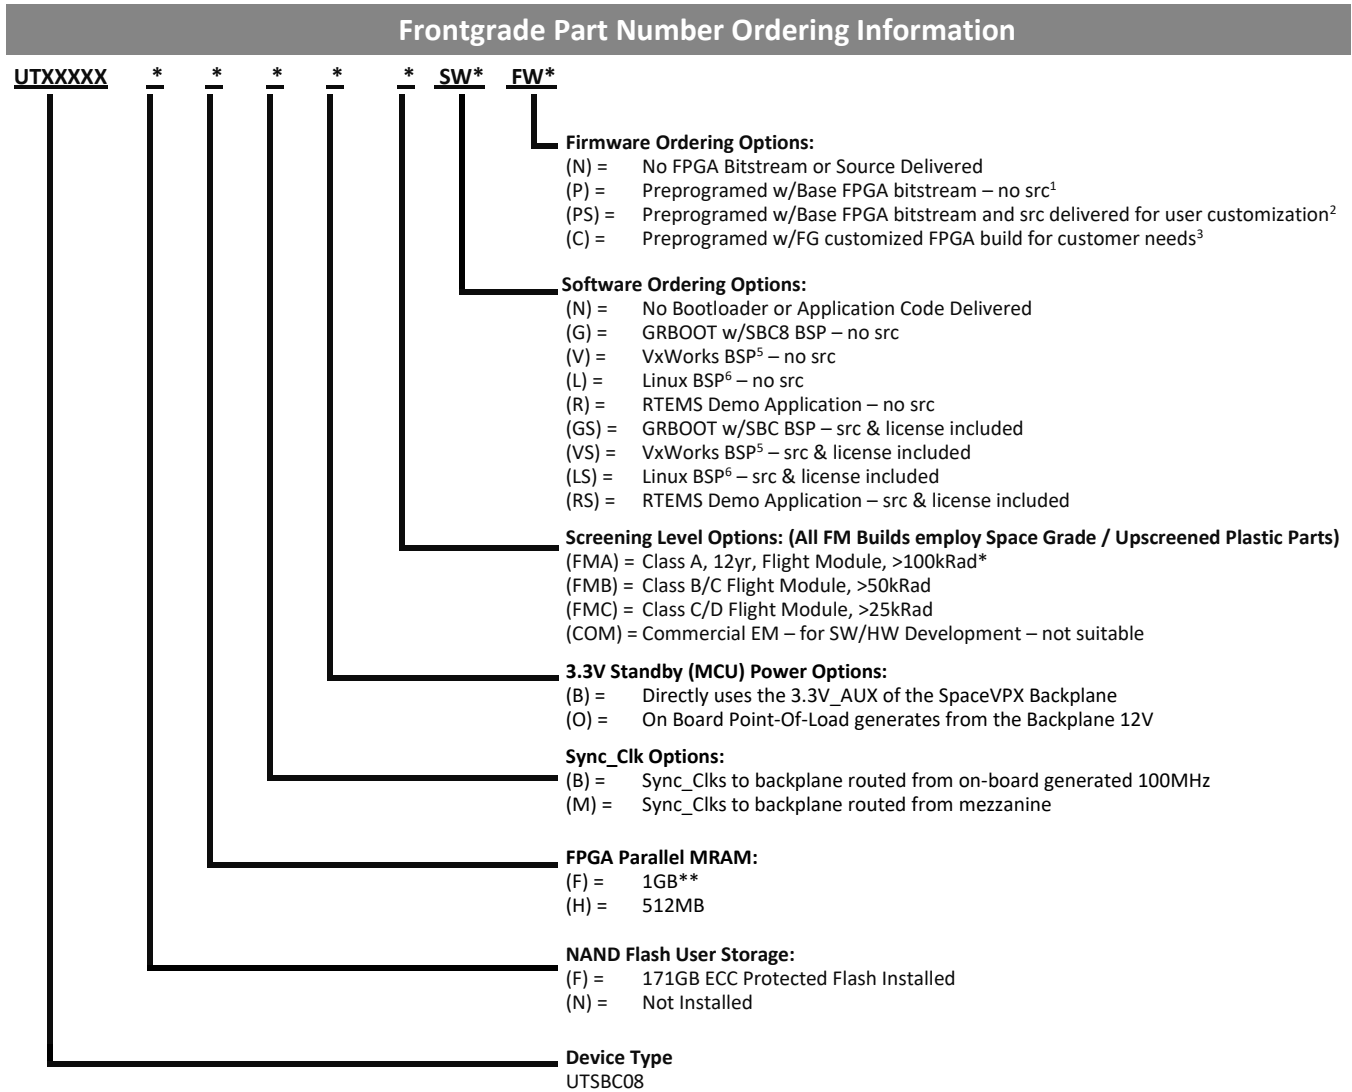 Frontgrade Part Number Ordering Information
UTXXXXX * * * * * SW* FW*
Firmware Ordering Options:
(N) = No FPGA Bitstream or Source Delivered
(P) = Preprogramed w/Base FPGA bitstream – no src¹
(PS) = Preprogramed w/Base FPGA bitstream and src delivered for user customization²
(C) = Preprogramed w/FG customized FPGA build for customer needs³
Software Ordering Options:
(N) = No Bootloader or Application Code Delivered
(G) = GRBOOT w/SBC8 BSP – no src
(V) = VxWorks BSP⁵ – no src
(L) = Linux BSP⁶ – no src
(R) = RTEMS Demo Application – no src
(GS) = GRBOOT w/SBC BSP – src & license included
(VS) = VxWorks BSP⁵ – src & license included
(LS) = Linux BSP⁶ – src & license included
(RS) = RTEMS Demo Application – src & license included
Screening Level Options: (All FM Builds employ Space Grade / Upscreened Plastic Parts)
(FMA) = Class A, 12yr, Flight Module, >100kRad*
(FMB) = Class B/C Flight Module, >50kRad
(FMC) = Class C/D Flight Module, >25kRad
(COM) = Commercial EM – for SW/HW Development – not suitable
3.3V Standby (MCU) Power Options:
(B) = Directly uses the 3.3V_AUX of the SpaceVPX Backplane
(O) = On Board Point-Of-Load generates from the Backplane 12V
Sync_Clk Options:
(B) = Sync_Clks to backplane routed from on-board generated 100MHz
(M) = Sync_Clks to backplane routed from mezzanine
FPGA Parallel MRAM:
(F) = 1GB**
(H) = 512MB
NAND Flash User Storage:
(F) = 171GB ECC Protected Flash Installed
(N) = Not Installed
Device Type
UTSBC08